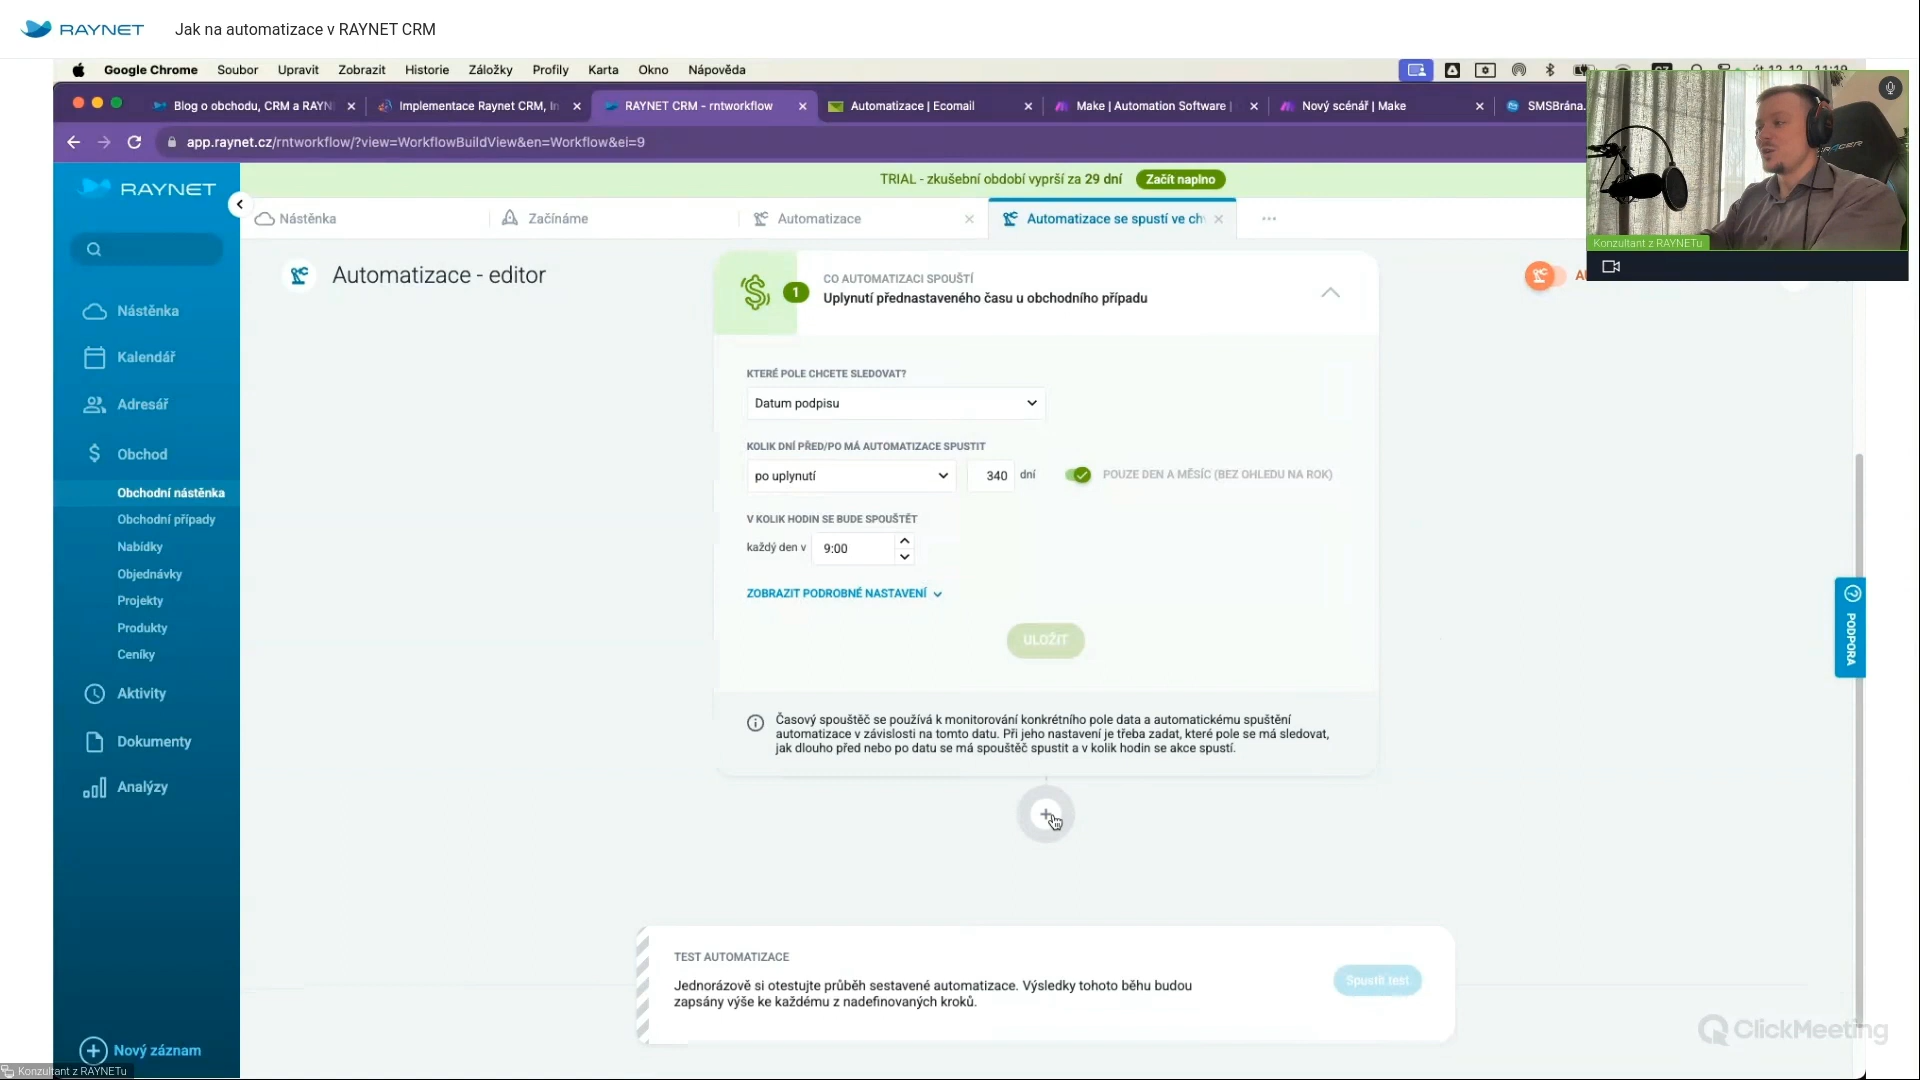 RAYNET
Jak na automatizace v RAYNET CRM
Google Chrome Soubor Upravit Zobrazit Historie Záložky Profily Karta Okno Nápověda
Blog o obchodu, CRM a RAYN
Implementace Raynet CRM, In
RAYNET CRM - rntworkflow
Automatizace | Ecomail
Make | Automation Software |
Nový scénář | Make
SMSBrána.
app.raynet.cz/rntworkflow/?view=WorkflowBuildView&en=Workflow&ei=9
Konzultant z RAYNETu
RAYNET
TRIAL - zkušební období vyprší za 29 dní
Začít naplno
Nástěnka
Začínáme
Automatizace
Automatizace se spustí ve ch
Nástěnka
Kalendář
Adresář
Obchod
Obchodní nástěnka
Obchodní případy
Nabídky
Objednávky
Projekty
Produkty
Ceníky
Aktivity
Dokumenty
Analýzy
Nový záznam
Automatizace - editor
1
CO AUTOMATIZACI SPOUŠTÍ
Uplynutí přednastaveného času u obchodního případu
KTERÉ POLE CHCETE SLEDOVAT?
Datum podpisu
KOLIK DNÍ PŘED/PO MÁ AUTOMATIZACE SPUSTIT
po uplynutí
340
dní
POUZE DEN A MĚSÍC (BEZ OHLEDU NA ROK)
V KOLIK HODIN SE BUDE SPOUŠTĚT
každý den v
9:00
ZOBRAZIT PODROBNÉ NASTAVENÍ
ULOŽIT
Časový spouštěč se používá k monitorování konkrétního pole data a automatickému spuštění
automatizace v závislosti na tomto datu. Při jeho nastavení je třeba zadat, které pole se má sledovat,
jak dlouho před nebo po datu se má spouštěč spustit a v kolik hodin se akce spustí.
TEST AUTOMATIZACE
Jednorázově si otestujte průběh sestavené automatizace. Výsledky tohoto běhu budou
zapsány výše ke každému z nadefinovaných kroků.
Spustit test
PODPORA
ClickMeeting
Konzultant z RAYNETu